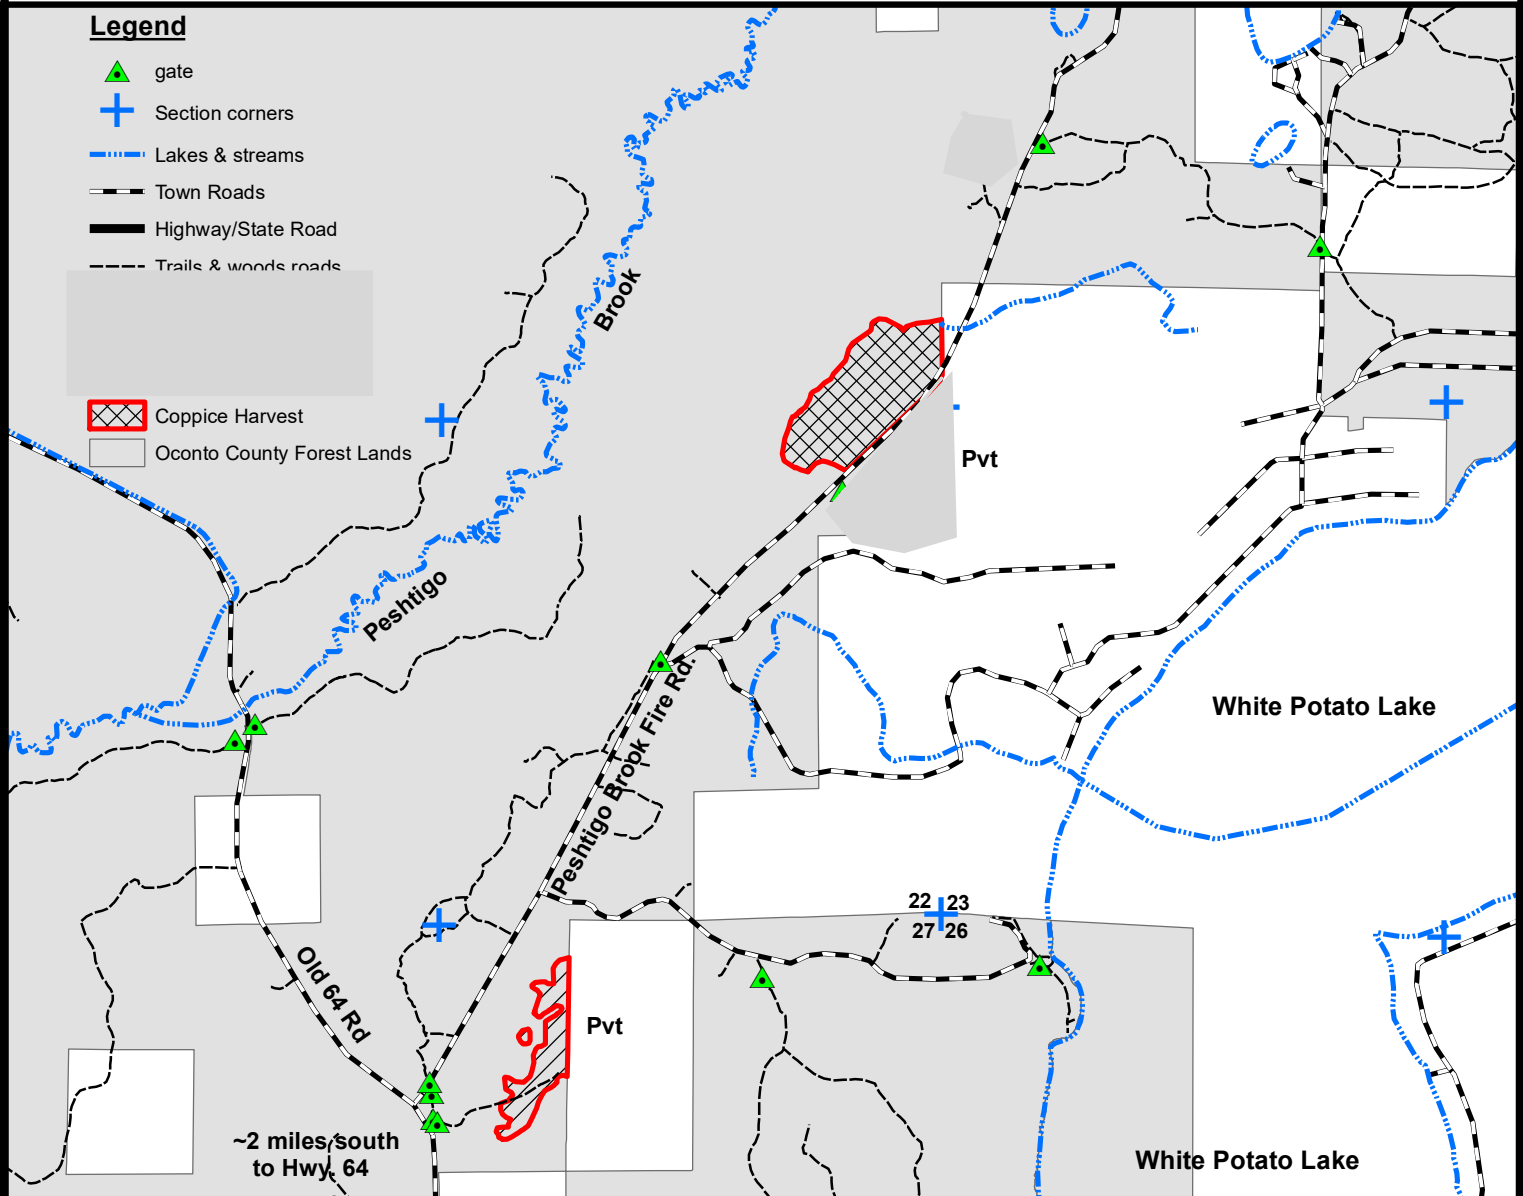 Legend
gate
Section corners
Lakes & streams
Town Roads
Highway/State Road
Trails & woods roads
Coppice Harvest
Oconto County Forest Lands
Brook
Peshtigo
Pvt
Peshtigo Brook Fire Rd.
White Potato Lake
22 23
27 26
Old 64 Rd
Pvt
~2 miles south
to Hwy. 64
White Potato Lake